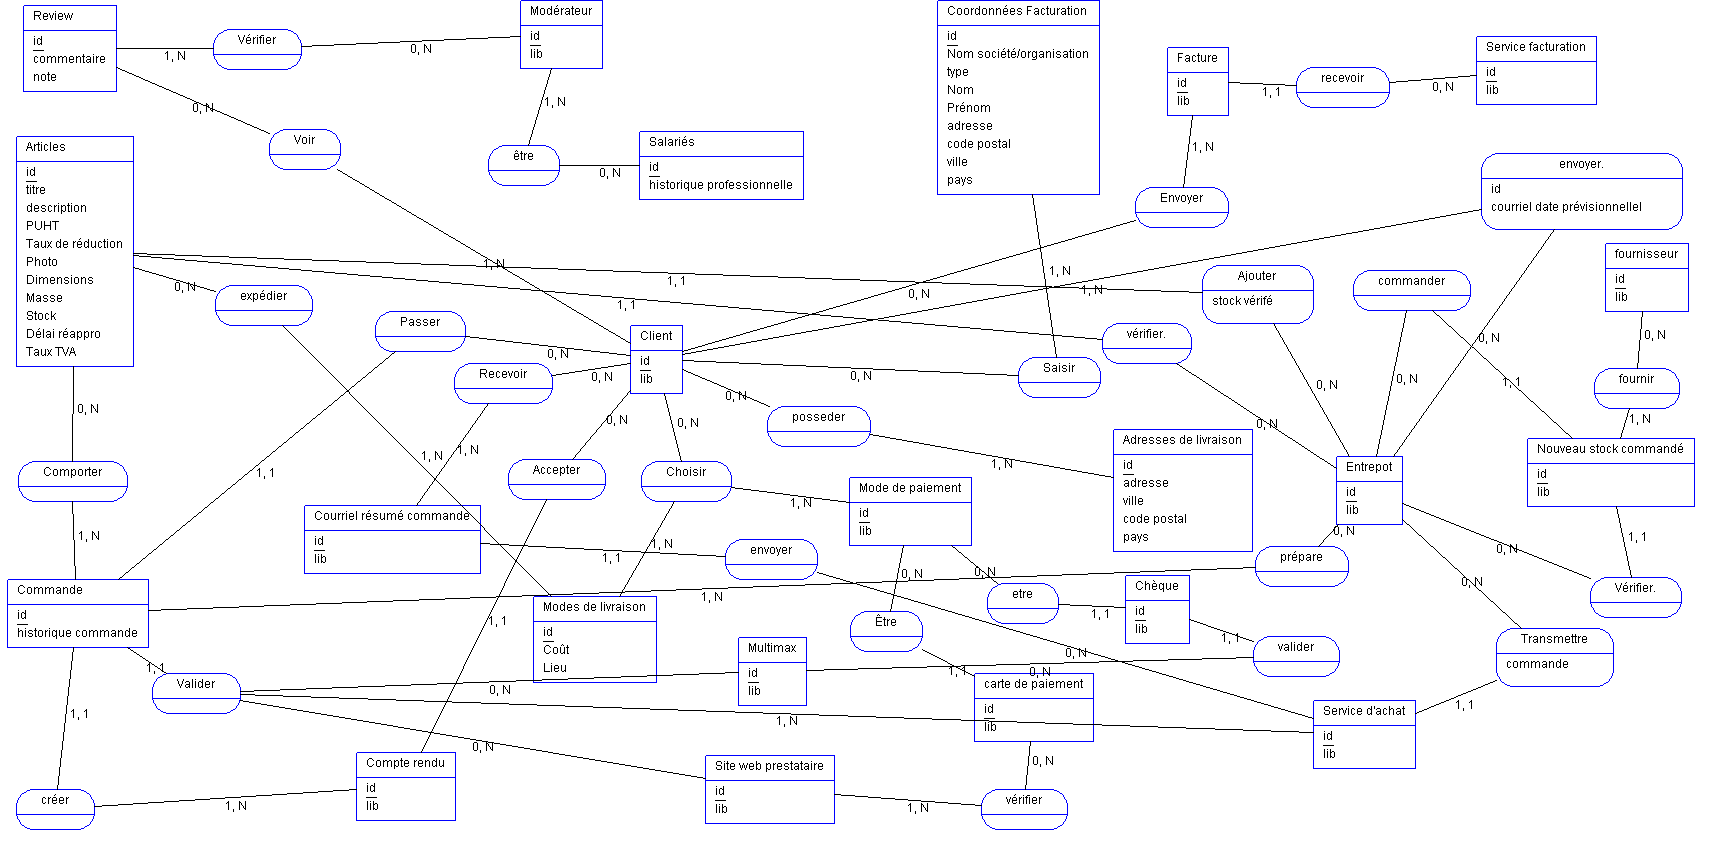 Review
id
commentaire
note
Vérifier
1, N
0, N
Modérateur
id
lib
1, N
être
0, N
Salariés
id
historique professionnelle
Coordonnées Facturation
id
Nom société/organisation
type
Nom
Prénom
adresse
code postal
ville
pays
Facture
id
lib
1, 1
recevoir
0, N
Service facturation
id
lib
1, N
Envoyer
0, N
0, N
Voir
1, N
Articles
id
titre
description
PUHT
Taux de réduction
Photo
Dimensions
Masse
Stock
Délai réappro
Taux TVA
1, 1
1, 1
0, N
expédier
1, N
envoyer.
id
courriel date prévisionnellel
1, N
0, N
1, N
Ajouter
stock vérifé
0, N
commander
0, N
1, 1
fournisseur
id
lib
0, N
fournir
1, N
Passer
0, N
1, 1
Client
id
lib
Recevoir
0, N
1, N
0, N
Saisir
vérifier.
0, N
0, N
posseder
1, N
Adresses de livraison
id
adresse
ville
code postal
pays
0, N
Accepter
1, 1
0, N
Choisir
1, N
1, N
Mode de paiement
id
lib
Entrepot
id
lib
Nouveau stock commandé
id
lib
1, 1
0, N
Vérifier.
0, N
Comporter
1, N
Courriel résumé commande
id
lib
1, 1
envoyer
0, N
0, N
prépare
1, N
Commande
id
historique commande
Modes de livraison
id
Coût
Lieu
0, N
Être
1, 1
0, N
etre
1, 1
Chèque
id
lib
1, 1
valider
0, N
0, N
Transmettre
commande
1, 1
1, 1
Valider
0, N
Multimax
id
lib
1, N
0, N
carte de paiement
id
lib
Service d'achat
id
lib
1, 1
créer
1, N
Compte rendu
id
lib
Site web prestataire
id
lib
1, N
0, N
vérifier